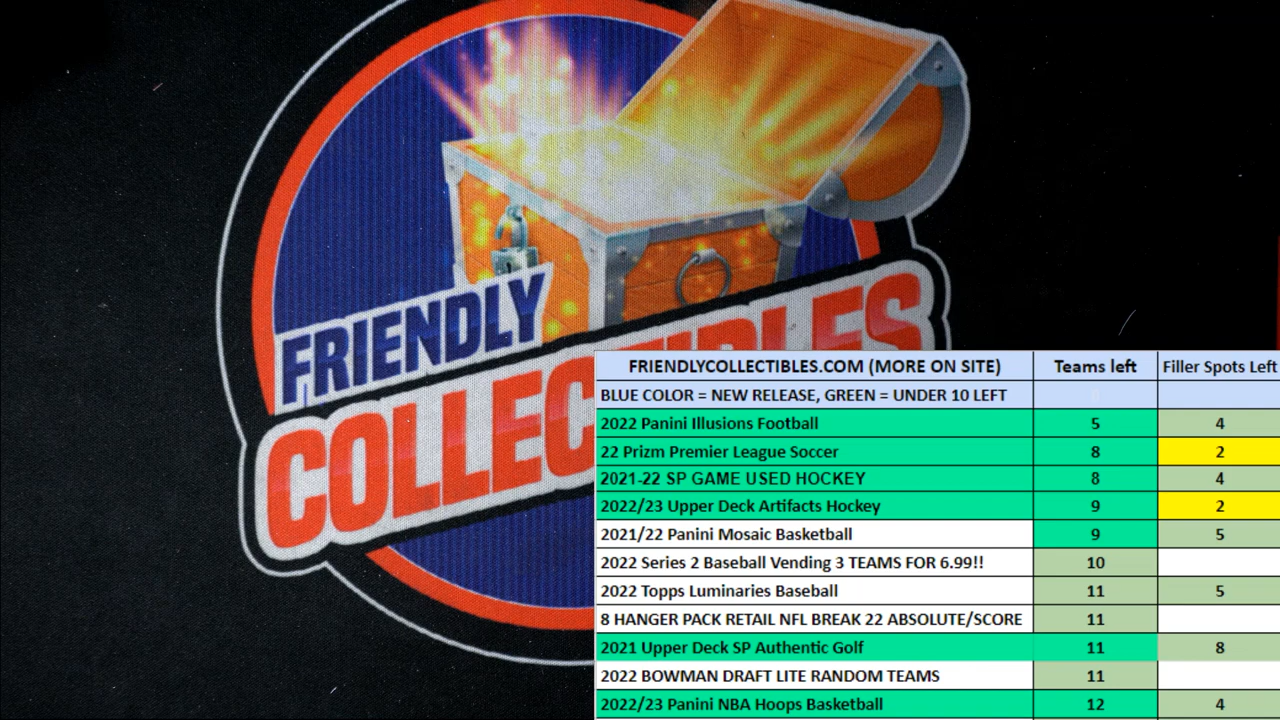 FRIENDLY
COLLECTIBLES
FRIENDLYCOLLECTIBLES.COM (MORE ON SITE) Teams left Filler Spots Left
BLUE COLOR = NEW RELEASE, GREEN = UNDER 10 LEFT
2022 Panini Illusions Football 5 4
22 Prizm Premier League Soccer 8 2
2021-22 SP GAME USED HOCKEY 8 4
2022/23 Upper Deck Artifacts Hockey 9 2
2021/22 Panini Mosaic Basketball 9 5
2022 Series 2 Baseball Vending 3 TEAMS FOR 6.99!! 10
2022 Topps Luminaries Baseball 11 5
8 HANGER PACK RETAIL NFL BREAK 22 ABSOLUTE/SCORE 11
2021 Upper Deck SP Authentic Golf 11 8
2022 BOWMAN DRAFT LITE RANDOM TEAMS 11
2022/23 Panini NBA Hoops Basketball 12 4